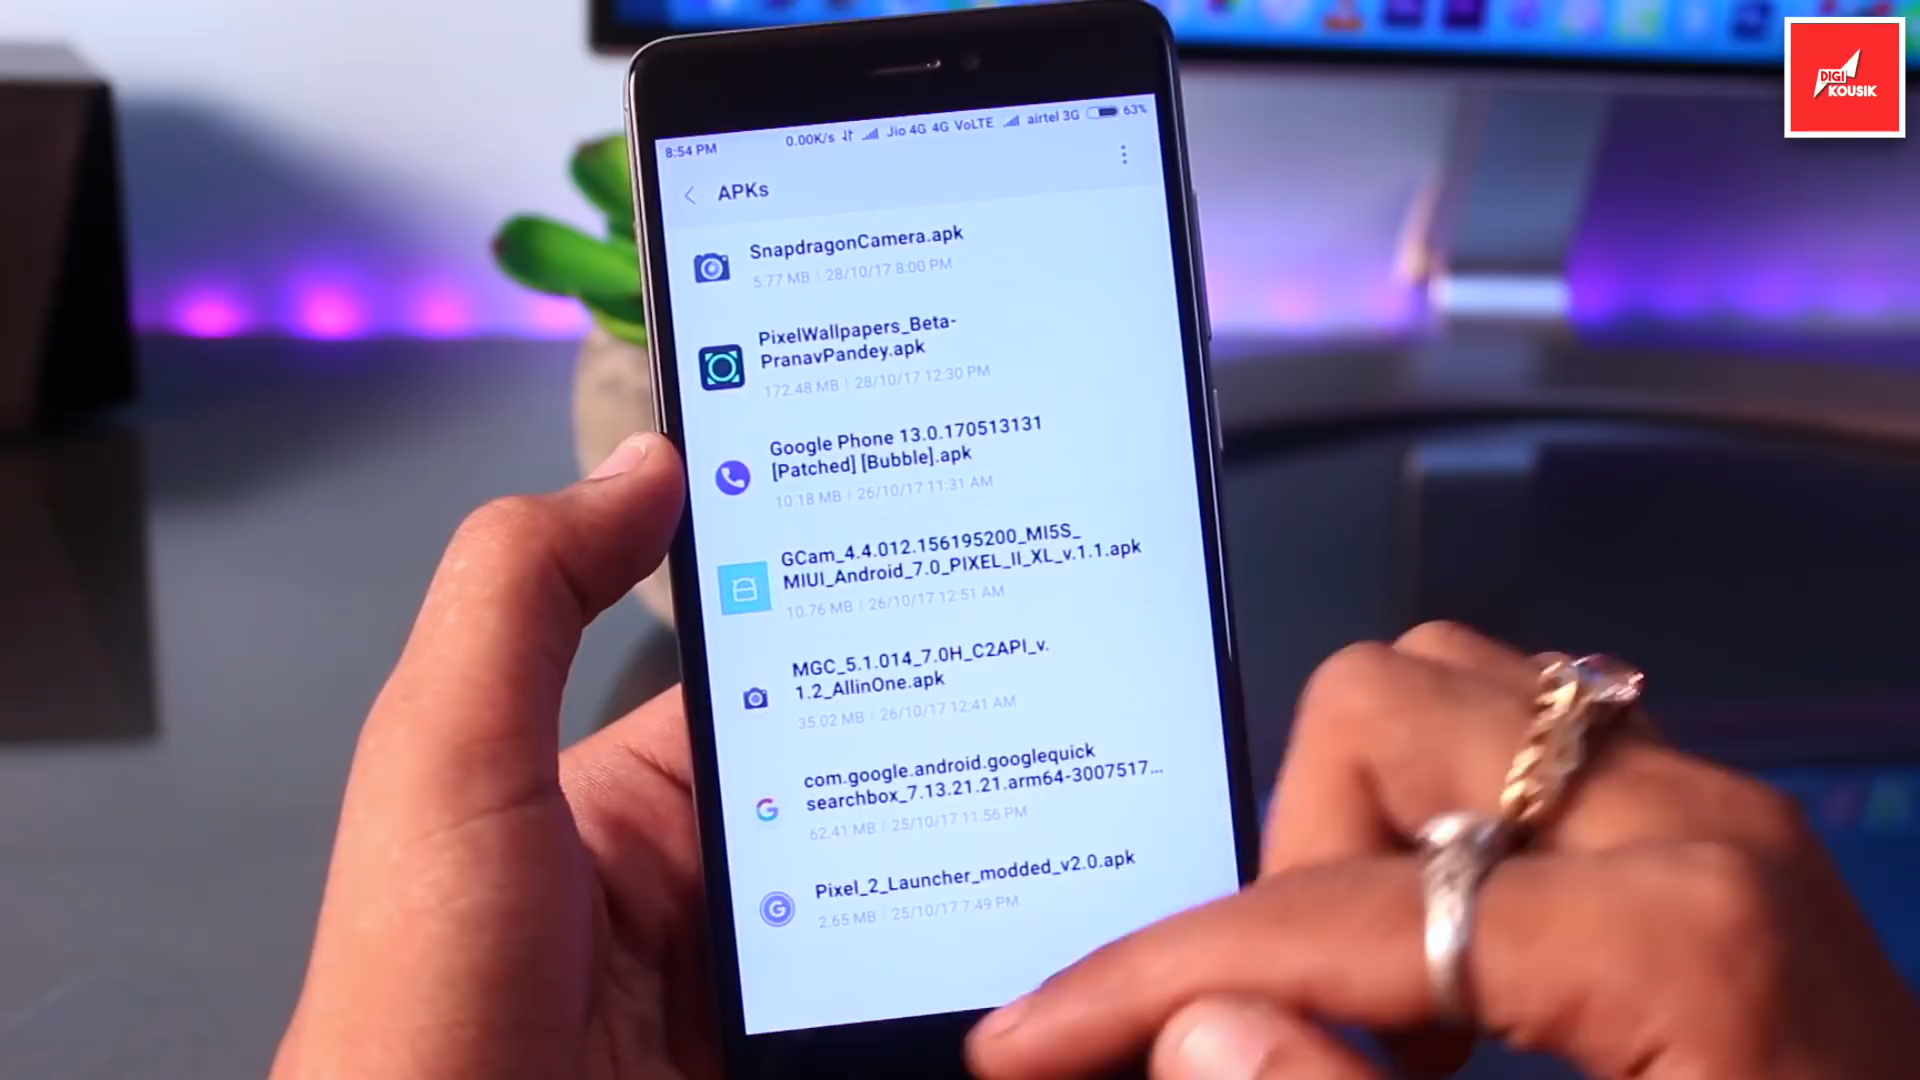 DIGI
KOUSIK
8:54 PM 0.00K/s Jio 4G 4G VoLTE airtel 3G 63%
APKs
SnapdragonCamera.apk
5.77 MB | 28/10/17 8:00 PM
PixelWallpapers_Beta-
PranavPandey.apk
172.48 MB | 28/10/17 12:30 PM
Google Phone 13.0.170513131
[Patched] [Bubble].apk
10.18 MB | 26/10/17 11:31 AM
GCam_4.4.012.156195200_MI5S_
MIUI_Android_7.0_PIXEL_II_XL_v.1.1.apk
10.76 MB | 26/10/17 12:51 AM
MGC_5.1.014_7.0H_C2API_v.
1.2_AllinOne.apk
35.02 MB | 26/10/17 12:41 AM
com.google.android.googlequick
searchbox_7.13.21.21.arm64-3007517...
62.41 MB | 25/10/17 11:56 PM
Pixel_2_Launcher_modded_v2.0.apk
2.65 MB | 25/10/17 7:49 PM